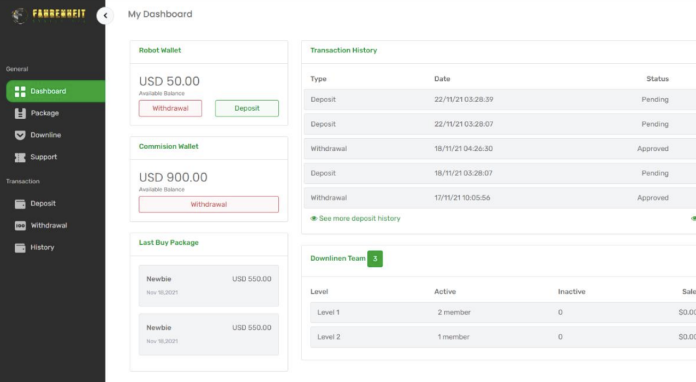 FAHRENHEIT
My Dashboard
General
Dashboard
Package
Downline
Support
Transaction
Deposit
Withdrawal
History
Robot Wallet
USD 50.00
Available Balance
Withdrawal Deposit
Commision Wallet
USD 900.00
Available Balance
Withdrawal
Last Buy Package
Newbie USD 550.00
Nov 18,2021
Newbie USD 550.00
Nov 18,2021
Transaction History
Type Date Status
Deposit 22/11/21 03:28:39 Pending
Deposit 22/11/21 03:28:07 Pending
Withdrawal 18/11/21 04:26:30 Approved
Deposit 18/11/21 03:28:07 Pending
Withdrawal 17/11/21 10:05:56 Approved
See more deposit history
Downlinen Team 3
Level Active Inactive Sale
Level 1 2 member 0 $0.00
Level 2 1 member 0 $0.00